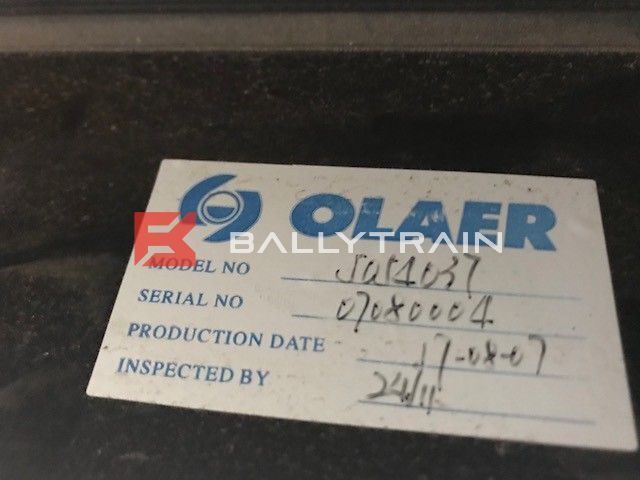 OLAER
BALLYTRAIN
MODEL NO
SERIAL NO 07080004
PRODUCTION DATE 17-08-07
INSPECTED BY